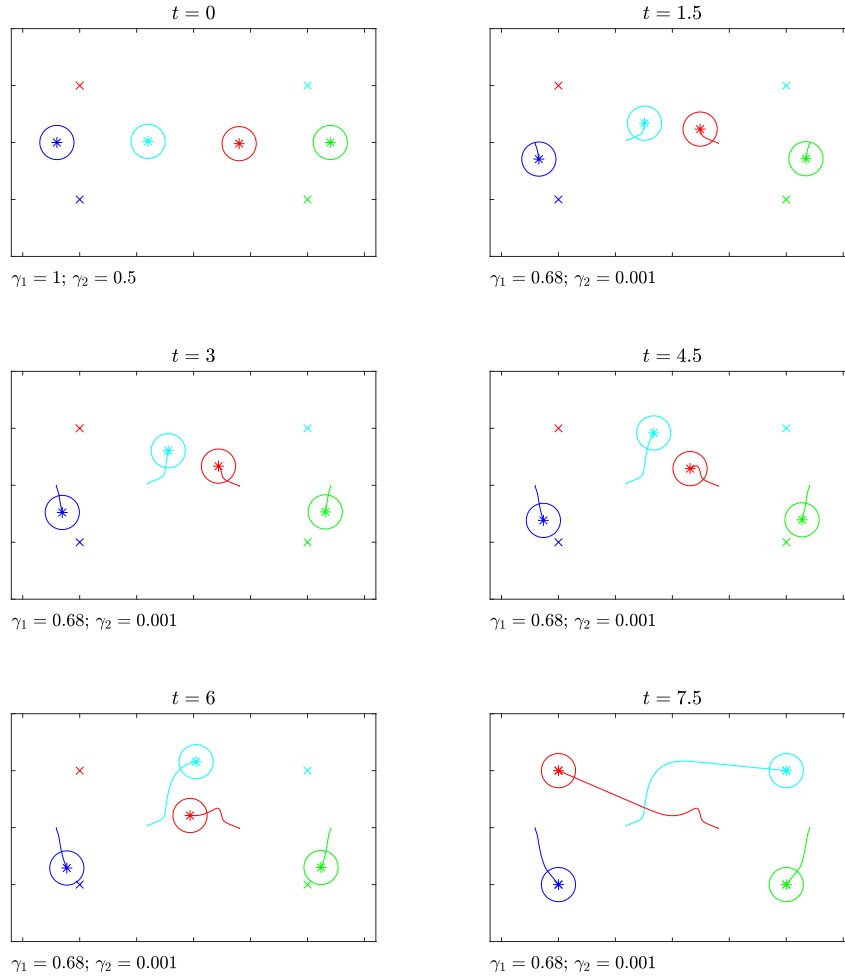 t = 0
t = 1.5
γ₁ = 1; γ₂ = 0.5
γ₁ = 0.68; γ₂ = 0.001
t = 3
t = 4.5
γ₁ = 0.68; γ₂ = 0.001
γ₁ = 0.68; γ₂ = 0.001
t = 6
t = 7.5
γ₁ = 0.68; γ₂ = 0.001
γ₁ = 0.68; γ₂ = 0.001